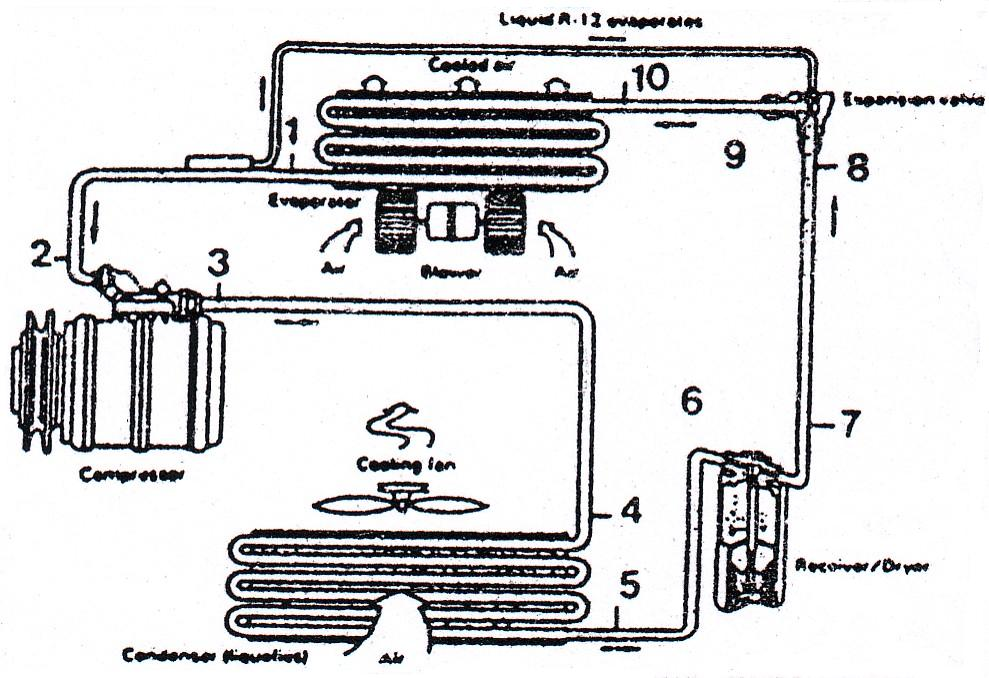 Liquid R-12 evaporates
Cooled air
10
Expansion valve
1
9
8
Evaporator
2
Air
Blower
Air
3
6
7
Cooling fan
Compressor
4
Receiver/Dryer
5
Condenser (liquefies)
Air